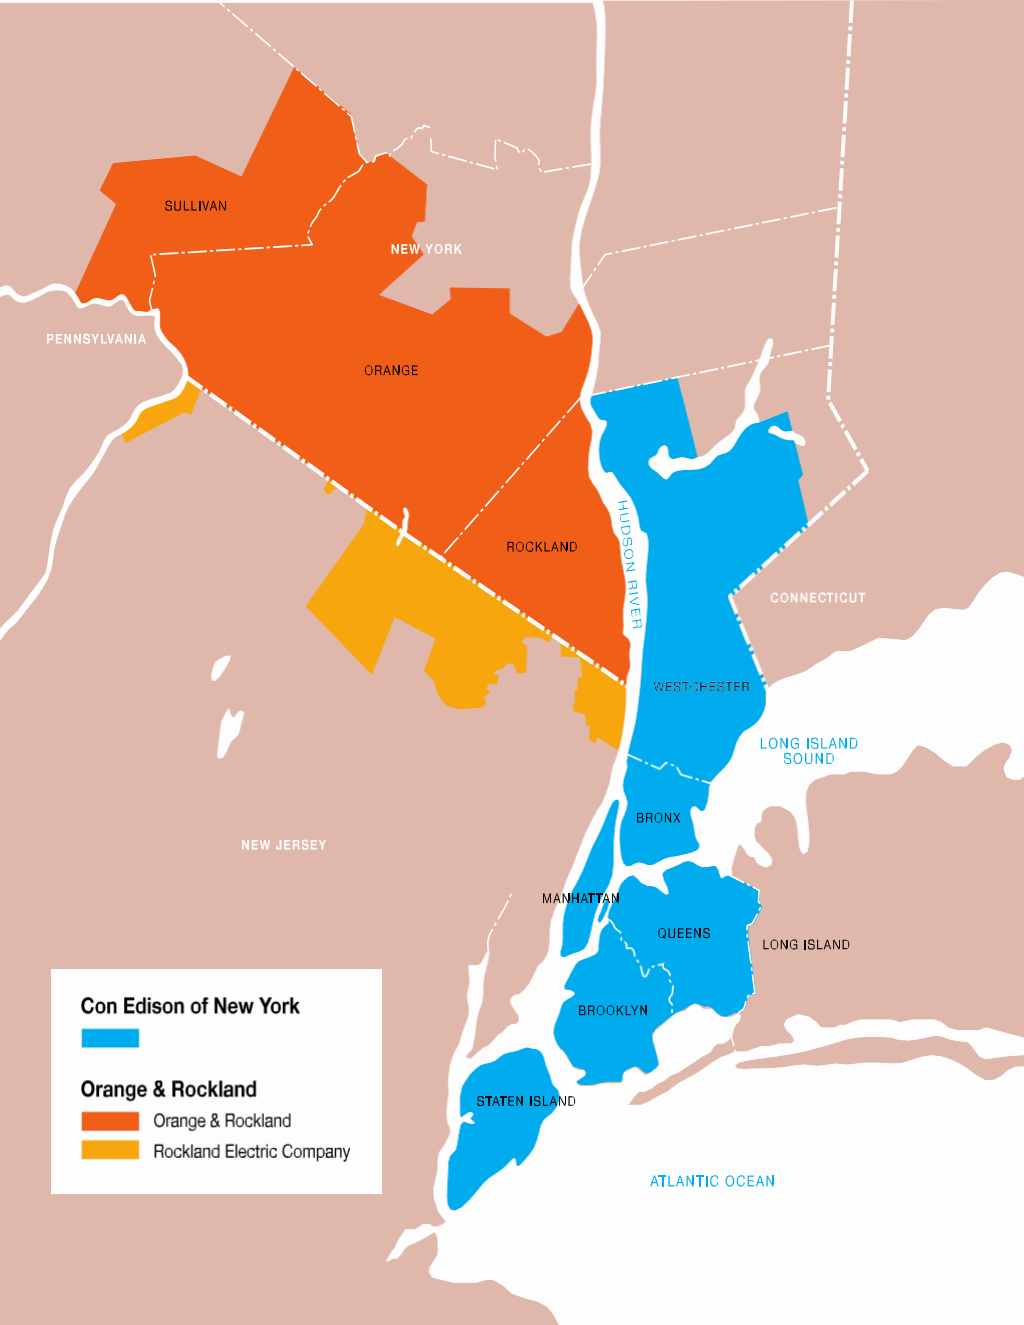 SULLIVAN
NEW YORK
PENNSYLVANIA
ORANGE
HUDSON RIVER
ROCKLAND
CONNECTICUT
WESTCHESTER
LONG ISLAND
SOUND
BRONX
NEW JERSEY
MANHATTAN
QUEENS
LONG ISLAND
BROOKLYN
STATEN ISLAND
ATLANTIC OCEAN
Con Edison of New York
Orange & Rockland
Orange & Rockland
Rockland Electric Company